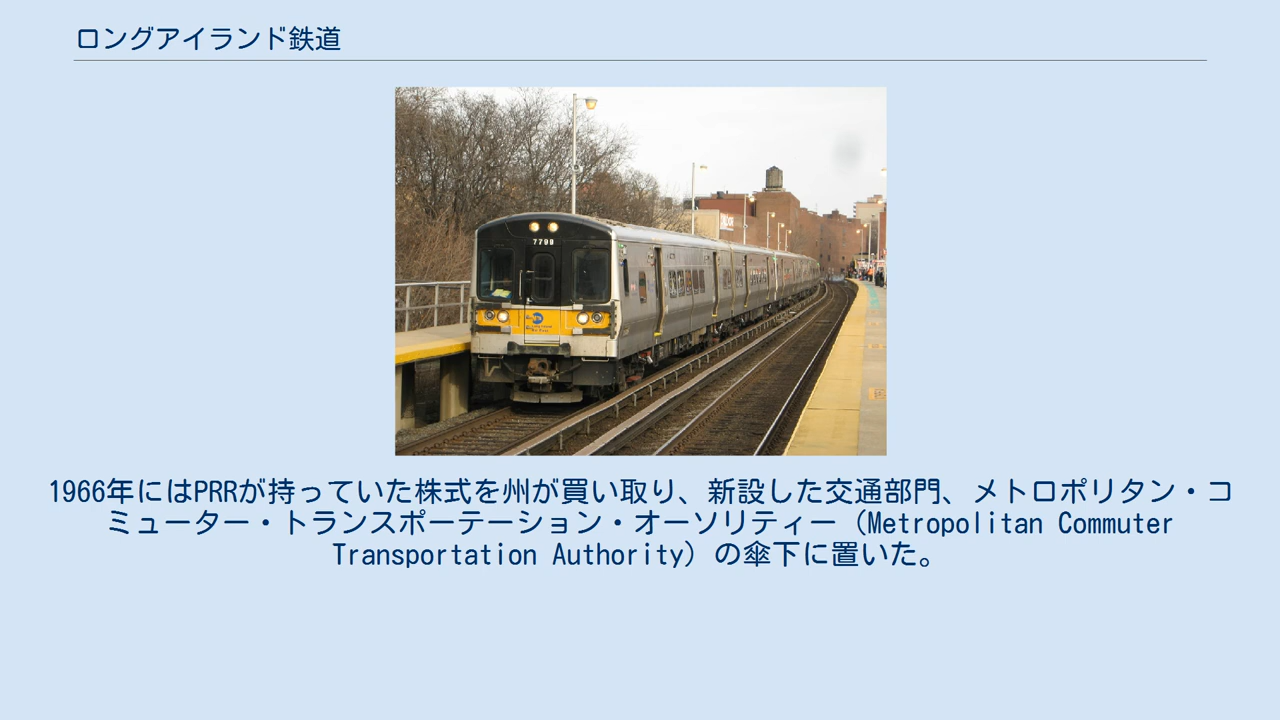 ロングアイランド鉄道
7799
1966年にはPRRが持っていた株式を州が買い取り、新設した交通部門、メトロポリタン・コ
ミューター・トランスポーテーション・オーソリティー（Metropolitan Commuter
Transportation Authority）の傘下に置いた。